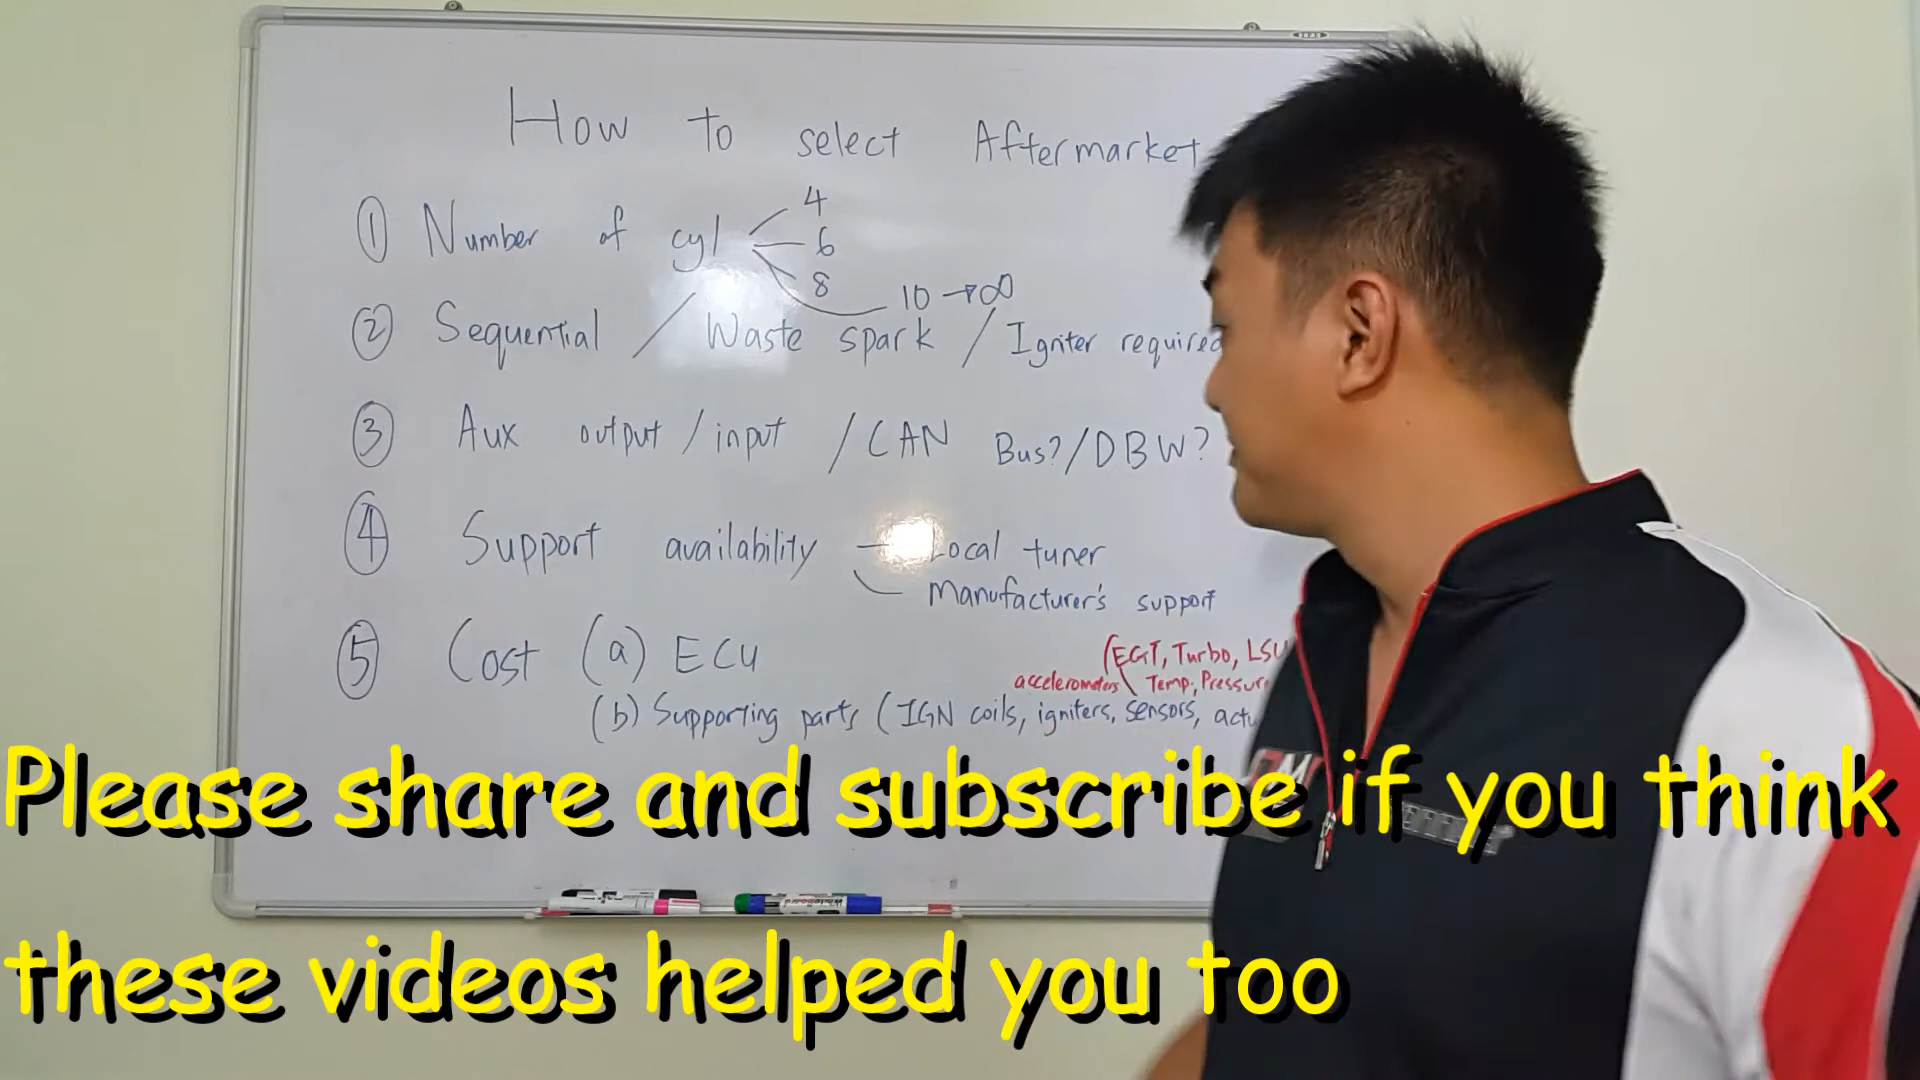 How to select Aftermarket
① Number of cyl 4
6
8
10 → ∞
② Sequential / Waste spark / Igniter required
③ Aux output / input / CAN Bus? / DBW?
④ Support availability – Local tuner
Manufacturer's support
⑤ Cost (a) ECU
(EGT, Turbo, LSU
accelerometers Temp, Pressure
(b) Supporting parts (IGN coils, igniters, sensors,
Please share and subscribe if you think
these videos helped you too